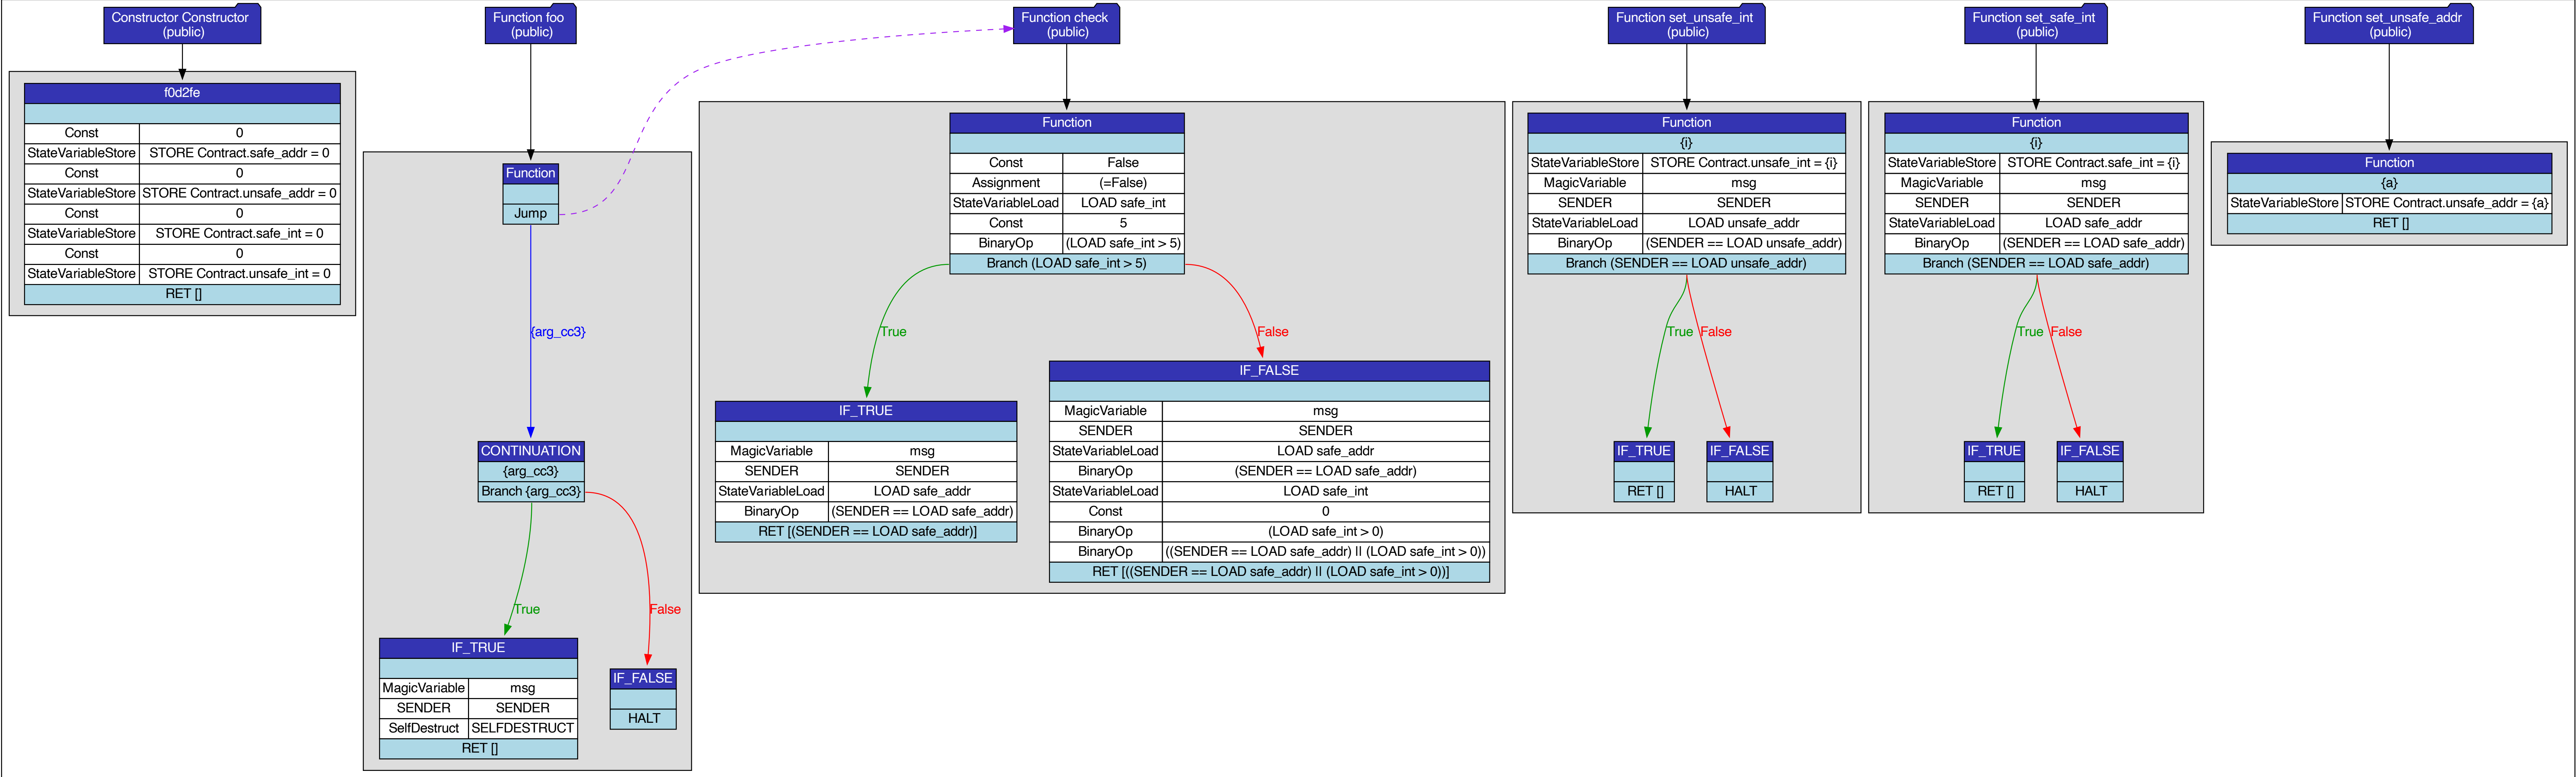 Constructor Constructor
(public)
f0d2fe
Const 0
StateVariableStore STORE Contract.safe_addr = 0
Const 0
StateVariableStore STORE Contract.unsafe_addr = 0
Const 0
StateVariableStore STORE Contract.safe_int = 0
Const 0
StateVariableStore STORE Contract.unsafe_int = 0
RET []
Function foo
(public)
Function
Jump
{arg_cc3}
CONTINUATION
{arg_cc3}
Branch {arg_cc3}
True
False
IF_TRUE
MagicVariable msg
SENDER SENDER
SelfDestruct SELFDESTRUCT
RET []
IF_FALSE
HALT
Function check
(public)
Function
Const False
Assignment (=False)
StateVariableLoad LOAD safe_int
Const 5
BinaryOp (LOAD safe_int > 5)
Branch (LOAD safe_int > 5)
True
False
IF_TRUE
MagicVariable msg
SENDER SENDER
StateVariableLoad LOAD safe_addr
BinaryOp (SENDER == LOAD safe_addr)
RET [(SENDER == LOAD safe_addr)]
IF_FALSE
MagicVariable msg
SENDER SENDER
StateVariableLoad LOAD safe_addr
BinaryOp (SENDER == LOAD safe_addr)
StateVariableLoad LOAD safe_int
Const 0
BinaryOp (LOAD safe_int > 0)
BinaryOp ((SENDER == LOAD safe_addr) || (LOAD safe_int > 0))
RET [((SENDER == LOAD safe_addr) || (LOAD safe_int > 0))]
Function set_unsafe_int
(public)
Function
{i}
StateVariableStore STORE Contract.unsafe_int = {i}
MagicVariable msg
SENDER SENDER
StateVariableLoad LOAD unsafe_addr
BinaryOp (SENDER == LOAD unsafe_addr)
Branch (SENDER == LOAD unsafe_addr)
True
False
IF_TRUE
RET []
IF_FALSE
HALT
Function set_safe_int
(public)
Function
{i}
StateVariableStore STORE Contract.safe_int = {i}
MagicVariable msg
SENDER SENDER
StateVariableLoad LOAD safe_addr
BinaryOp (SENDER == LOAD safe_addr)
Branch (SENDER == LOAD safe_addr)
True
False
IF_TRUE
RET []
IF_FALSE
HALT
Function set_unsafe_addr
(public)
Function
{a}
StateVariableStore STORE Contract.unsafe_addr = {a}
RET []